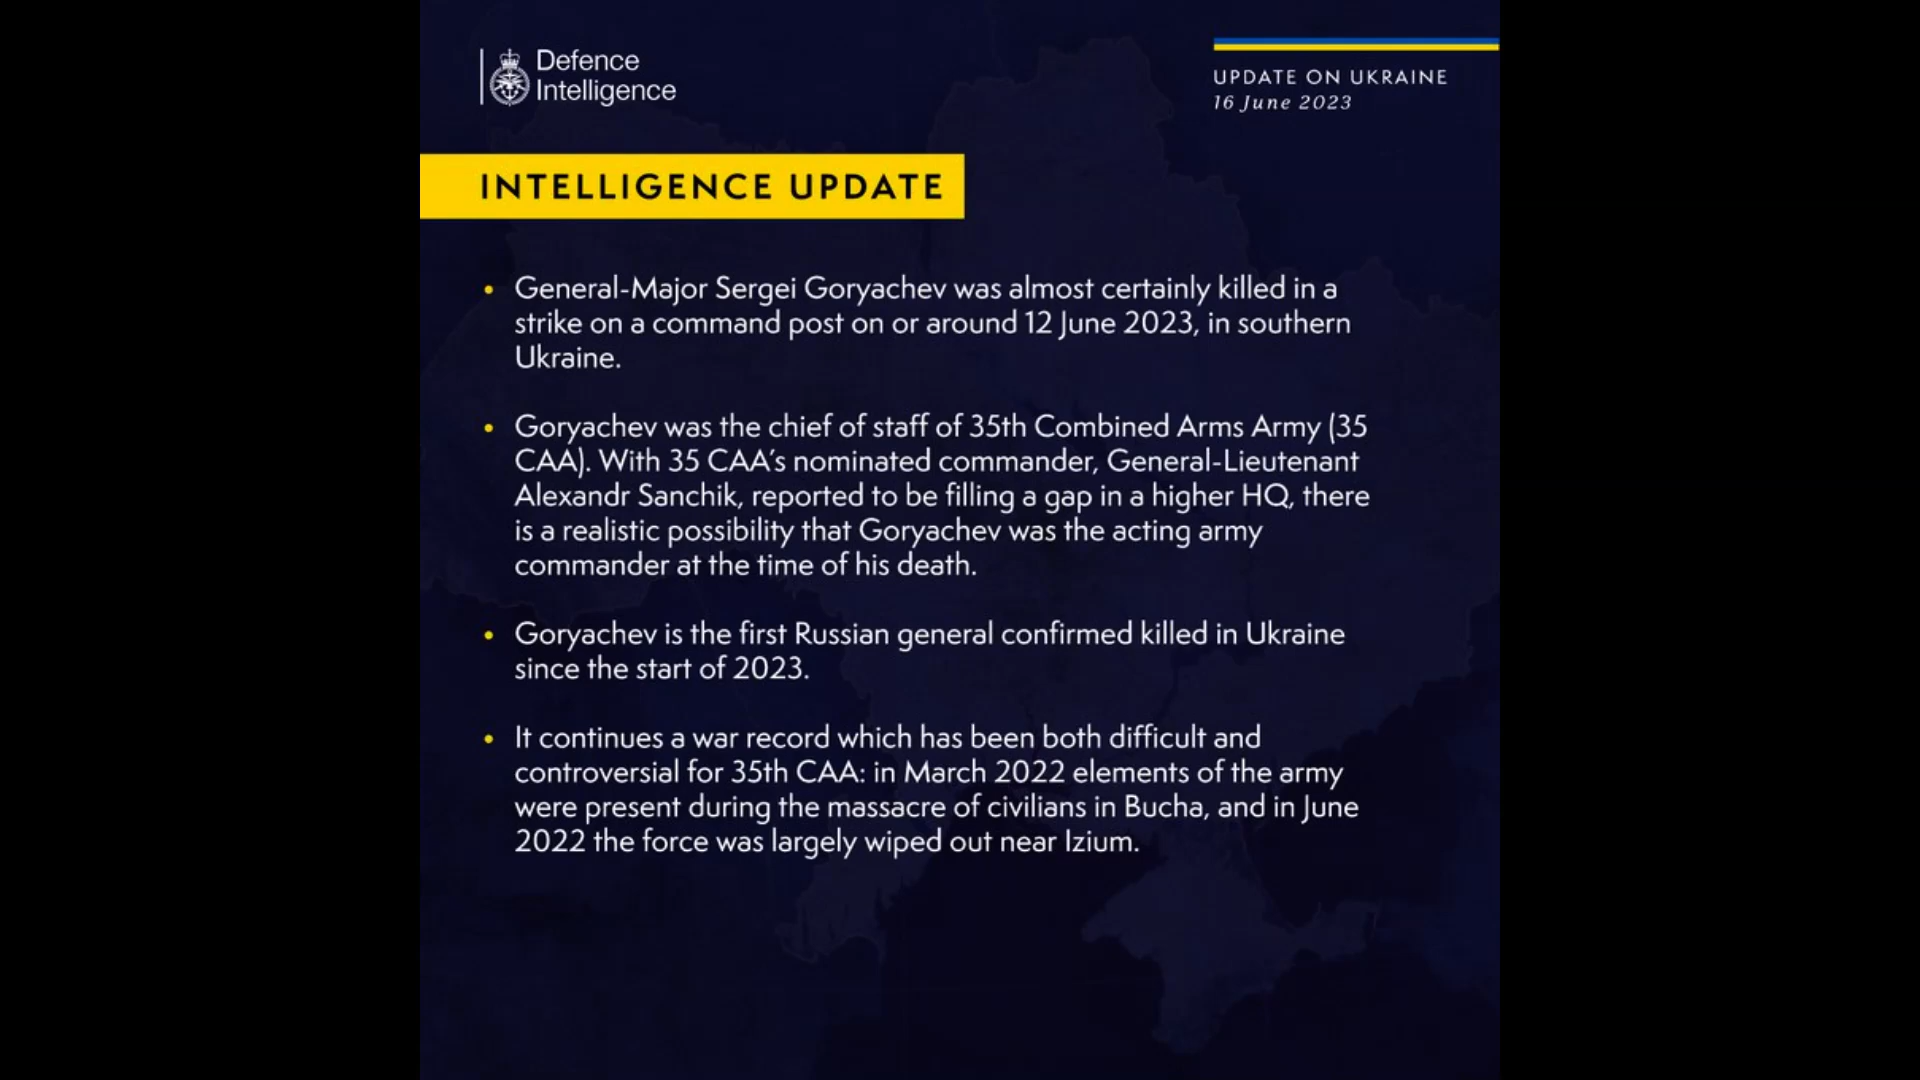 Defence
Intelligence
UPDATE ON UKRAINE
16 June 2023
INTELLIGENCE UPDATE
• General-Major Sergei Goryachev was almost certainly killed in a
strike on a command post on or around 12 June 2023, in southern
Ukraine.
• Goryachev was the chief of staff of 35th Combined Arms Army (35
CAA). With 35 CAA's nominated commander, General-Lieutenant
Alexandr Sanchik, reported to be filling a gap in a higher HQ, there
is a realistic possibility that Goryachev was the acting army
commander at the time of his death.
• Goryachev is the first Russian general confirmed killed in Ukraine
since the start of 2023.
• It continues a war record which has been both difficult and
controversial for 35th CAA: in March 2022 elements of the army
were present during the massacre of civilians in Bucha, and in June
2022 the force was largely wiped out near Izium.